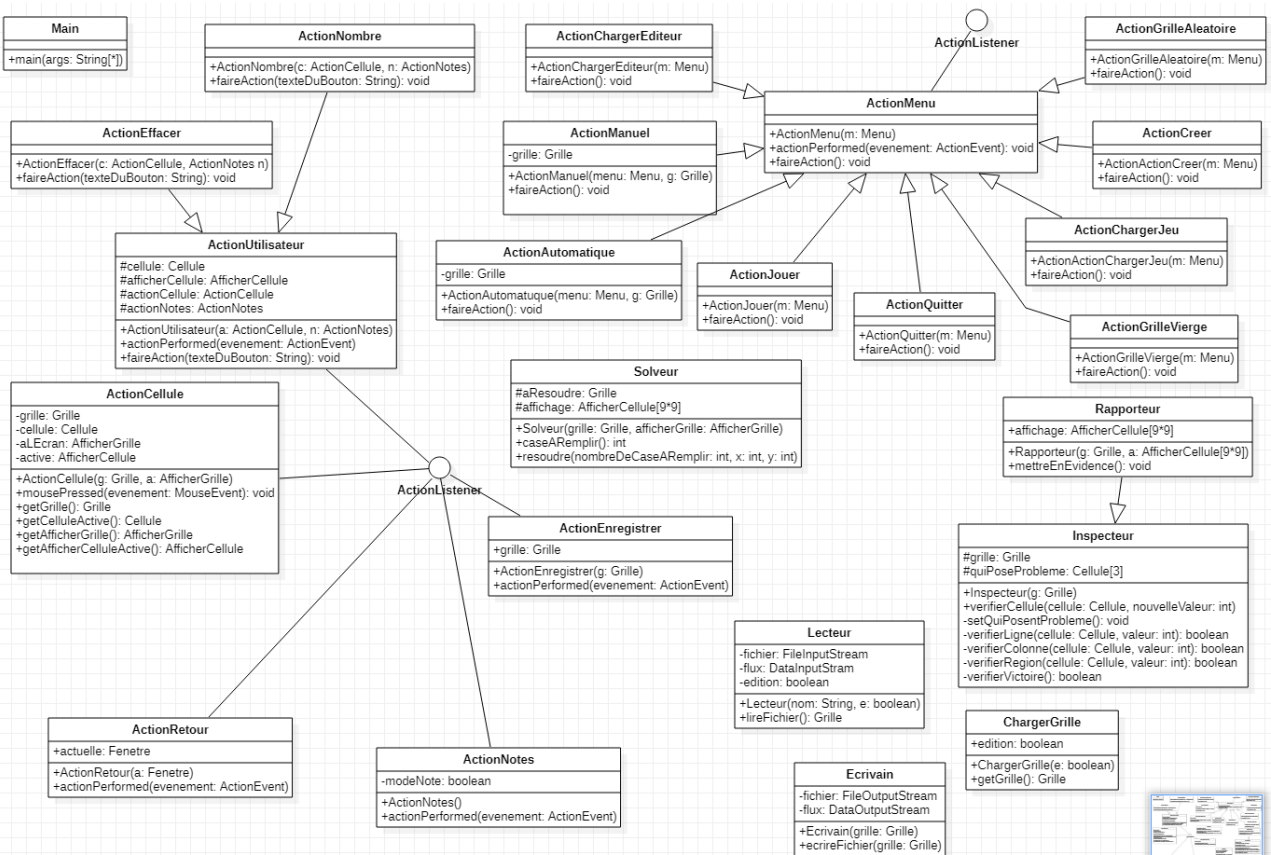 Main
+main(args: String[*])
ActionNombre
+ActionNombre(c: ActionCellule, n: ActionNotes)
+faireAction(texteDuBouton: String): void
ActionChargerEditeur
+ActionChargerEditeur(m: Menu)
+faireAction(): void
ActionListener
ActionGrilleAleatoire
+ActionGrilleAleatoire(m: Menu)
+faireAction(): void
ActionEffacer
+ActionEffacer(c: ActionCellule, ActionNotes n)
+faireAction(texteDuBouton: String): void
ActionManuel
-grille: Grille
+ActionManuel(menu: Menu, g: Grille)
+faireAction(): void
ActionMenu
+ActionMenu(m: Menu)
+actionPerformed(evenement: ActionEvent): void
+faireAction(): void
ActionCreer
+ActionActionCreer(m: Menu)
+faireAction(): void
ActionUtilisateur
#cellule: Cellule
#afficherCellule: AfficherCellule
#actionCellule: ActionCellule
#actionNotes: ActionNotes
+ActionUtilisateur(a: ActionCellule, n: ActionNotes)
+actionPerformed(evenement: ActionEvent)
+faireAction(texteDuBouton: String): void
ActionAutomatique
-grille: Grille
+ActionAutomatuque(menu: Menu, g: Grille)
+faireAction(): void
ActionJouer
+ActionJouer(m: Menu)
+faireAction(): void
ActionQuitter
+ActionQuitter(m: Menu)
+faireAction(): void
ActionChargerJeu
+ActionActionChargerJeu(m: Menu)
+faireAction(): void
ActionGrilleVierge
+ActionGrilleVierge(m: Menu)
+faireAction(): void
ActionCellule
-grille: Grille
-cellule: Cellule
-aLEcran: AfficherGrille
-active: AfficherCellule
+ActionCellule(g: Grille, a: AfficherGrille)
+mousePressed(evenement: MouseEvent): void
+getGrille(): Grille
+getCelluleActive(): Cellule
+getAfficherGrille(): AfficherGrille
+getAfficherCelluleActive(): AfficherCellule
Solveur
#aResoudre: Grille
#affichage: AfficherCellule[9*9]
+Solveur(grille: Grille, afficherGrille: AfficherGrille)
+caseARemplir(): int
+resoudre(nombreDeCaseARemplir: int, x: int, y: int)
Rapporteur
+affichage: AfficherCellule[9*9]
+Rapporteur(g: Grille, a: AfficherCellule[9*9])
+mettreEnEvidence(): void
ActionListener
ActionEnregistrer
+grille: Grille
+ActionEnregistrer(g: Grille)
+actionPerformed(evenement: ActionEvent)
Inspecteur
#grille: Grille
#quiPoseProbleme: Cellule[3]
+Inspecteur(g: Grille)
+verifierCellule(cellule: Cellule, nouvelleValeur: int)
-setQuiPosentProbleme(): void
-verifierLigne(cellule: Cellule, valeur: int): boolean
-verifierColonne(cellule: Cellule, valeur: int): boolean
-verifierRegion(cellule: Cellule, valeur: int): boolean
-verifierVictoire(): boolean
Lecteur
-fichier: FileInputStream
-flux: DataInputStram
-edition: boolean
+Lecteur(nom: String, e: boolean)
+lireFichier(): Grille
ActionRetour
+actuelle: Fenetre
+ActionRetour(a: Fenetre)
+actionPerformed(evenement: ActionEvent)
ActionNotes
-modeNote: boolean
+ActionNotes()
+actionPerformed(evenement: ActionEvent)
ChargerGrille
+edition: boolean
+ChargerGrille(e: boolean)
+getGrille(): Grille
Ecrivain
-fichier: FileOutputStream
-flux: DataOutputStream
+Ecrivain(grille: Grille)
+ecrireFichier(grille: Grille)